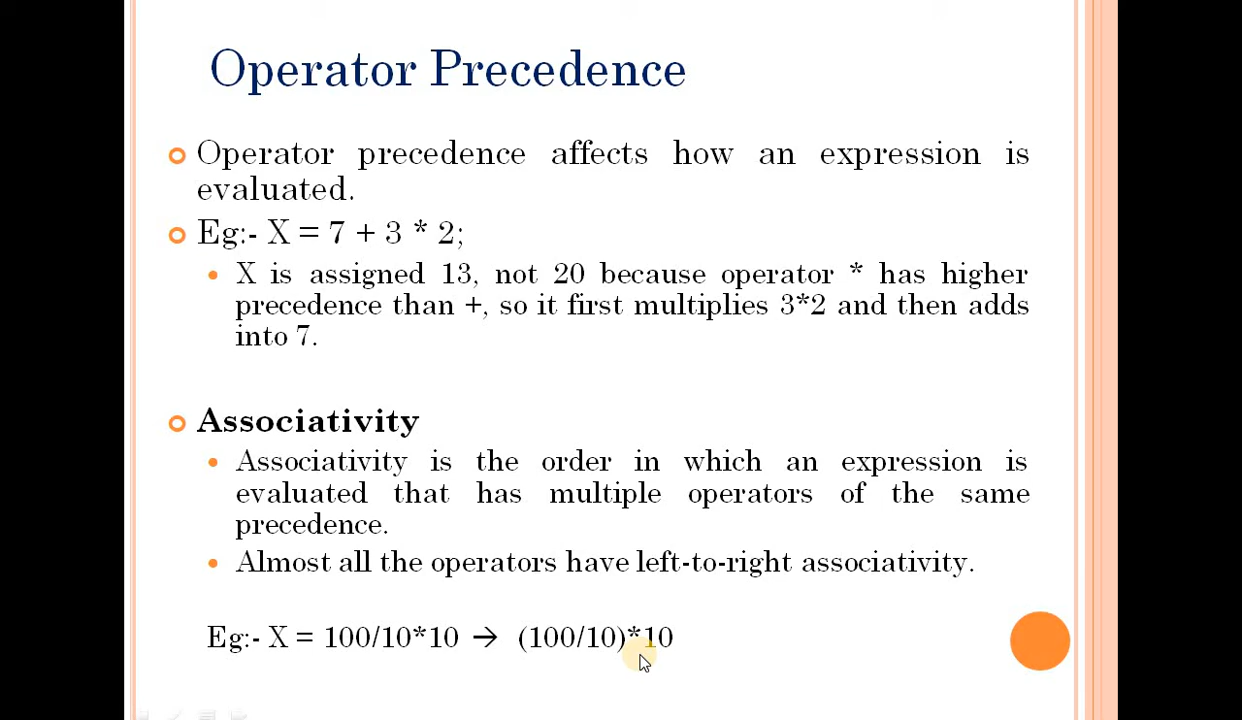 Operator Precedence
Operator precedence affects how an expression is
evaluated.
Eg:- X = 7 + 3 * 2;
X is assigned 13, not 20 because operator * has higher
precedence than +, so it first multiplies 3*2 and then adds
into 7.
Associativity
Associativity is the order in which an expression is
evaluated that has multiple operators of the same
precedence.
Almost all the operators have left-to-right associativity.
Eg:- X = 100/10*10 → (100/10)*10